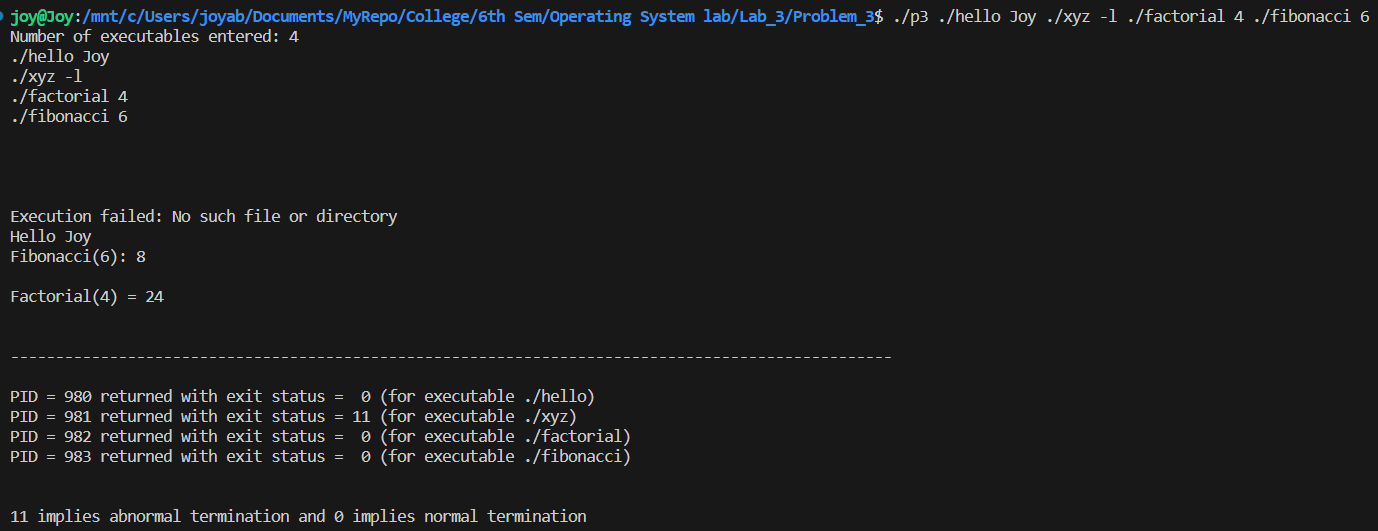 joy@Joy:/mnt/c/Users/joyab/Documents/MyRepo/College/6th Sem/Operating System lab/Lab_3/Problem_3$ ./p3 ./hello Joy ./xyz -l ./factorial 4 ./fibonacci 6
Number of executables entered: 4
./hello Joy
./xyz -l
./factorial 4
./fibonacci 6
Execution failed: No such file or directory
Hello Joy
Fibonacci(6): 8
Factorial(4) = 24
--------------------------------------------------------------------------------------------------
PID = 980 returned with exit status =  0 (for executable ./hello)
PID = 981 returned with exit status = 11 (for executable ./xyz)
PID = 982 returned with exit status =  0 (for executable ./factorial)
PID = 983 returned with exit status =  0 (for executable ./fibonacci)
11 implies abnormal termination and 0 implies normal termination